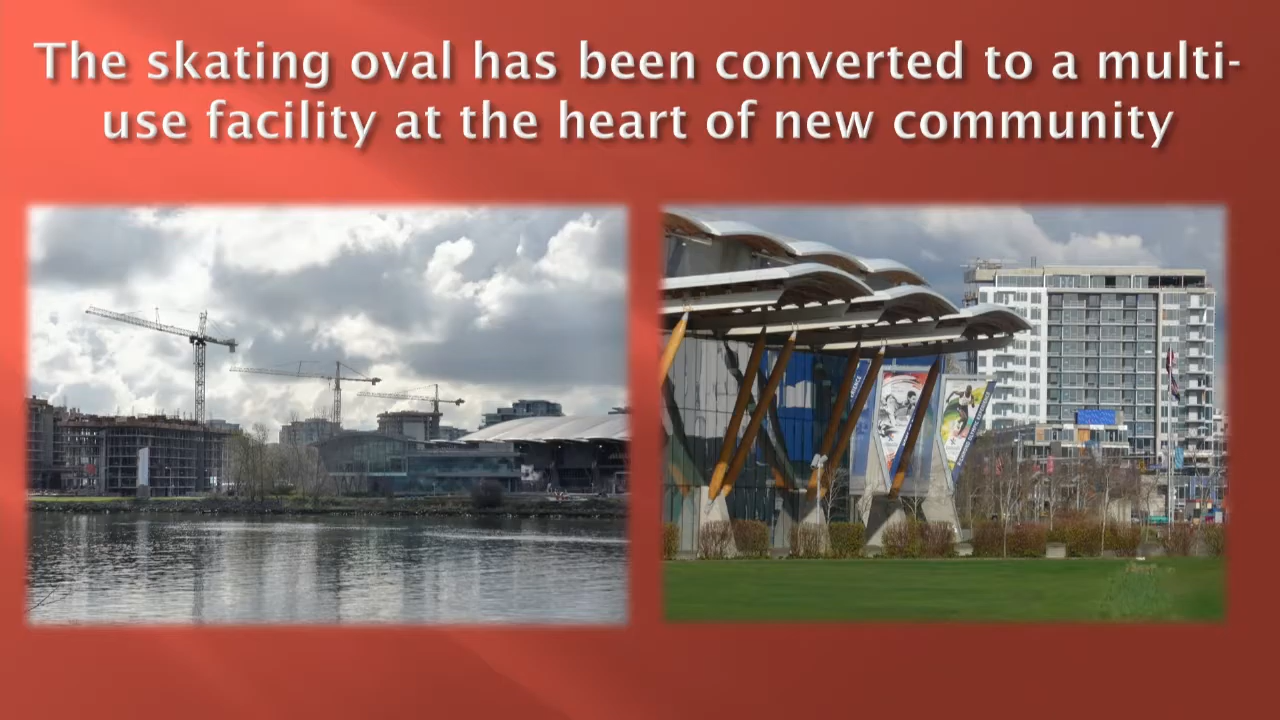 The skating oval has been converted to a multi-
use facility at the heart of new community